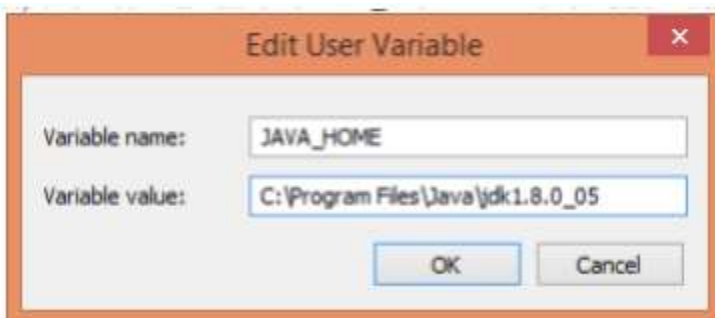 Edit User Variable
Variable name: JAVA_HOME
Variable value: C:\Program Files\Java\jdk1.8.0_05
OK Cancel